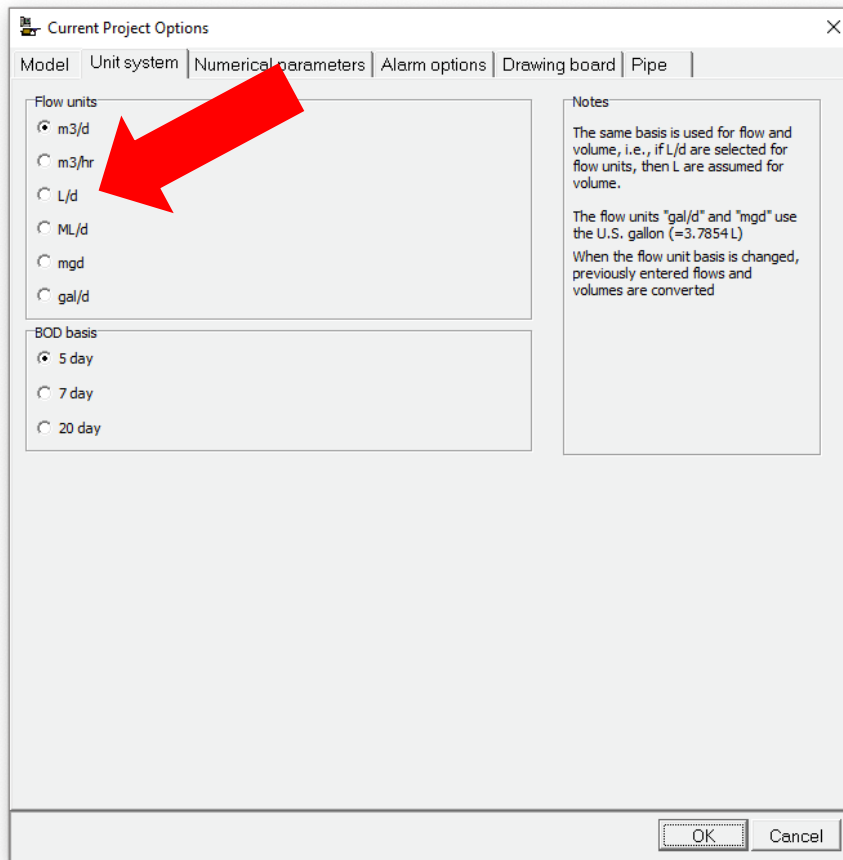 Current Project Options
Model Unit system Numerical parameters Alarm options Drawing board Pipe
Flow units
m3/d
m3/hr
L/d
ML/d
mgd
gal/d
BOD basis
5 day
7 day
20 day
Notes
The same basis is used for flow and
volume, i.e., if L/d are selected for
flow units, then L are assumed for
volume.
The flow units "gal/d" and "mgd" use
the U.S. gallon (=3.7854 L)
When the flow unit basis is changed,
previously entered flows and
volumes are converted
OK Cancel